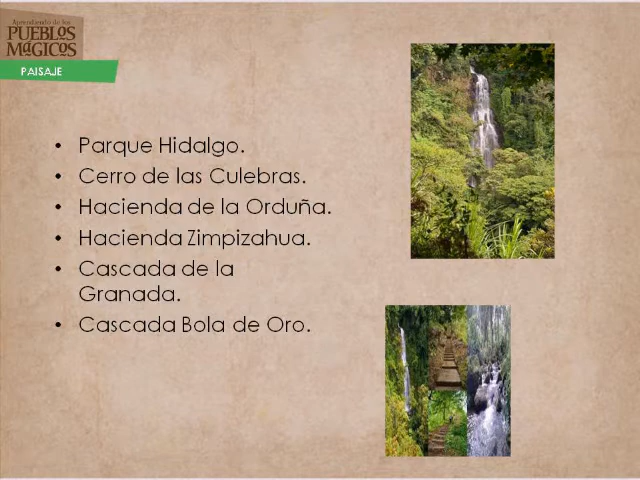 Aprendiendo de los
PUEBLOS
MáGICOS
PAISAJE
• Parque Hidalgo.
• Cerro de las Culebras.
• Hacienda de la Orduña.
• Hacienda Zimpizahua.
• Cascada de la
Granada.
• Cascada Bola de Oro.